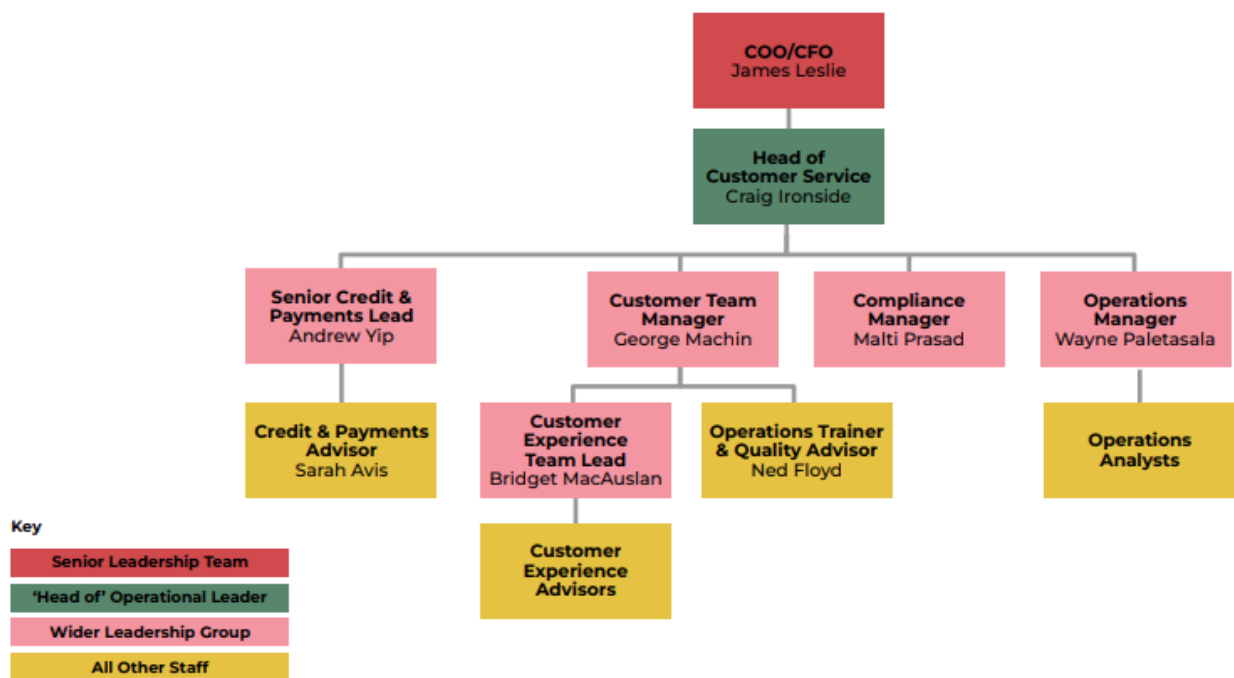 COO/CFO
James Leslie
Head of
Customer Service
Craig Ironside
Senior Credit &
Payments Lead
Andrew Yip
Customer Team
Manager
George Machin
Compliance
Manager
Malti Prasad
Operations
Manager
Wayne Paletasala
Credit & Payments
Advisor
Sarah Avis
Customer
Experience
Team Lead
Bridget MacAuslan
Operations Trainer
& Quality Advisor
Ned Floyd
Operations
Analysts
Customer
Experience
Advisors
Key
Senior Leadership Team
‘Head of’ Operational Leader
Wider Leadership Group
All Other Staff